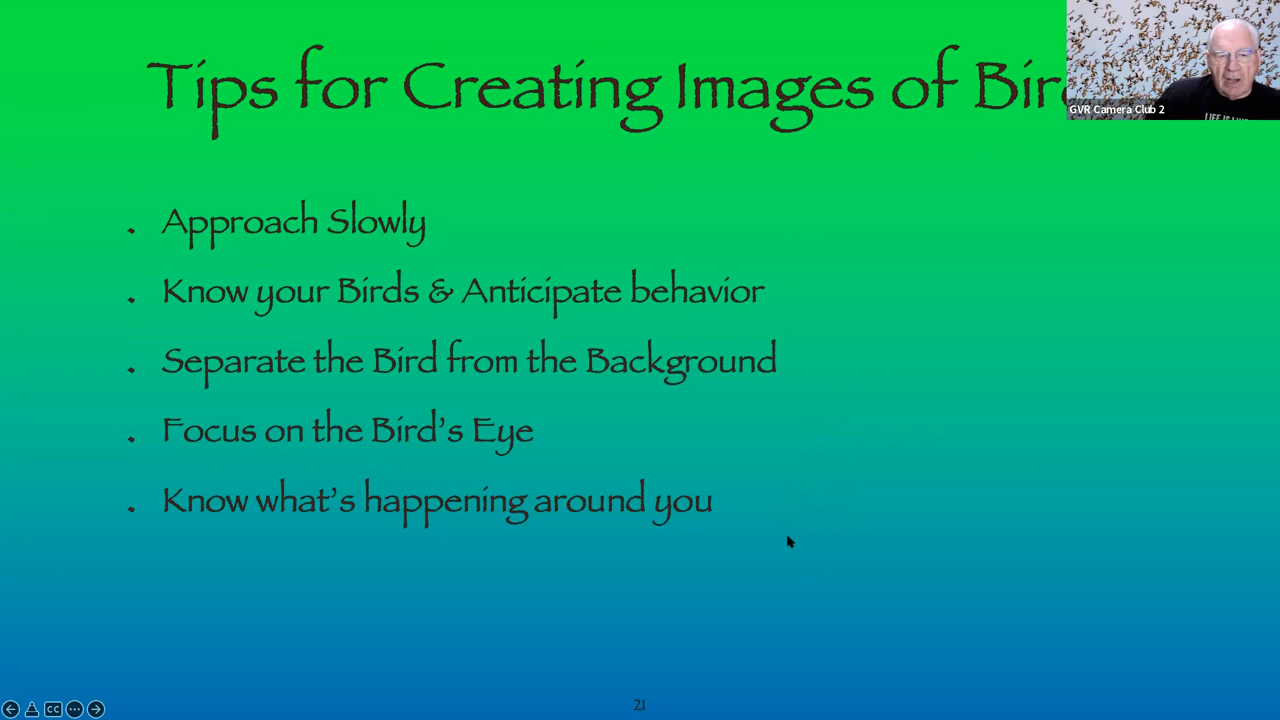 Tips for Creating Images of
GVR Camera Club 2
. Approach Slowly
. Know your Birds & Anticipate behavior
. Separate the Bird from the Background
. Focus on the Bird's Eye
. Know what's happening around you
CC
21